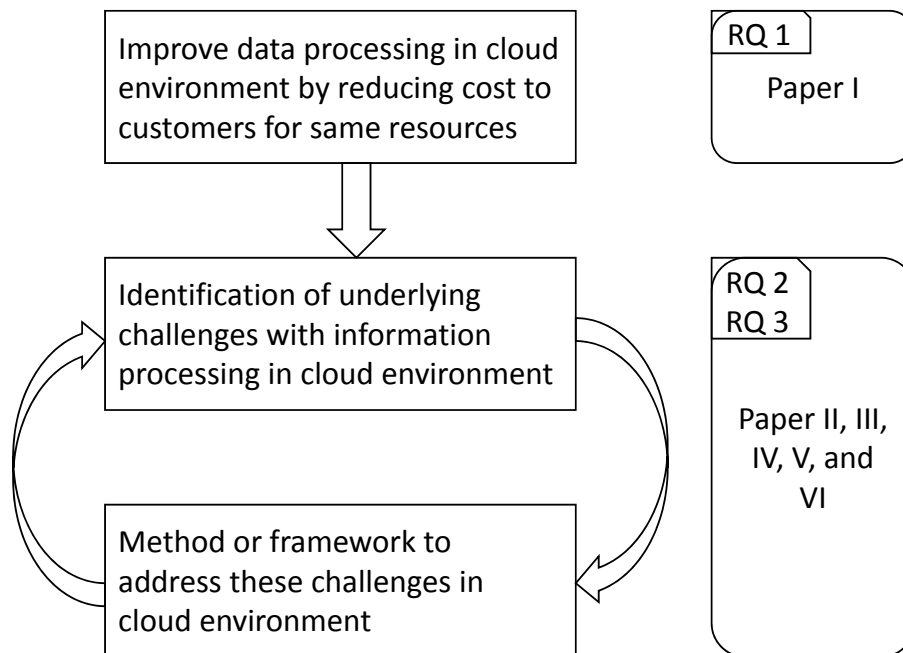 Improve data processing in cloud
environment by reducing cost to
customers for same resources
RQ 1
Paper I
Identification of underlying
challenges with information
processing in cloud environment
RQ 2
RQ 3
Paper II, III,
IV, V, and
VI
Method or framework to
address these challenges in
cloud environment